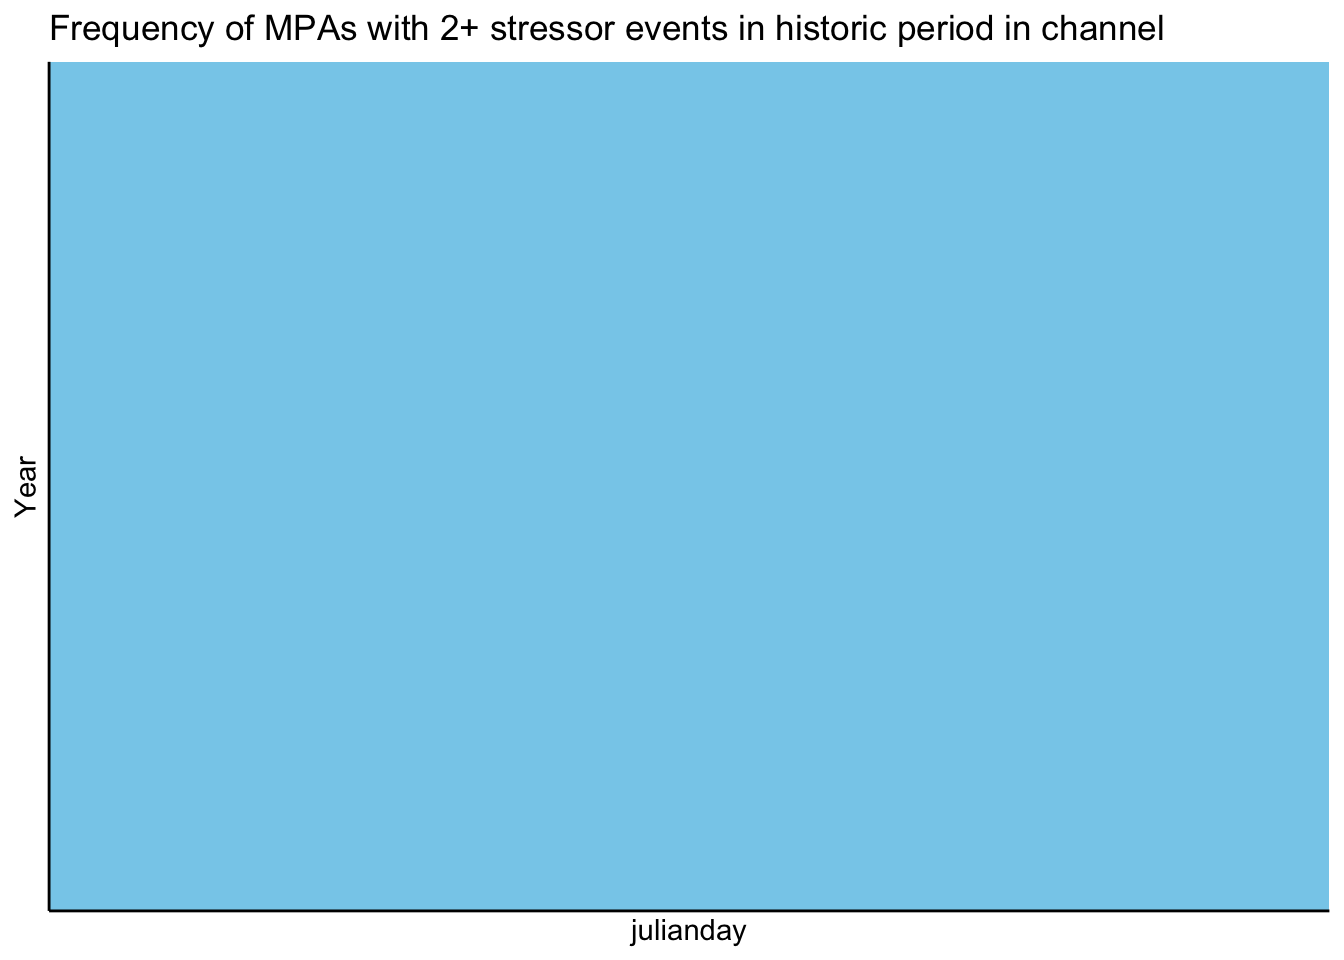 Frequency of MPAs with 2+ stressor events in historic period in channel
Year
julianday